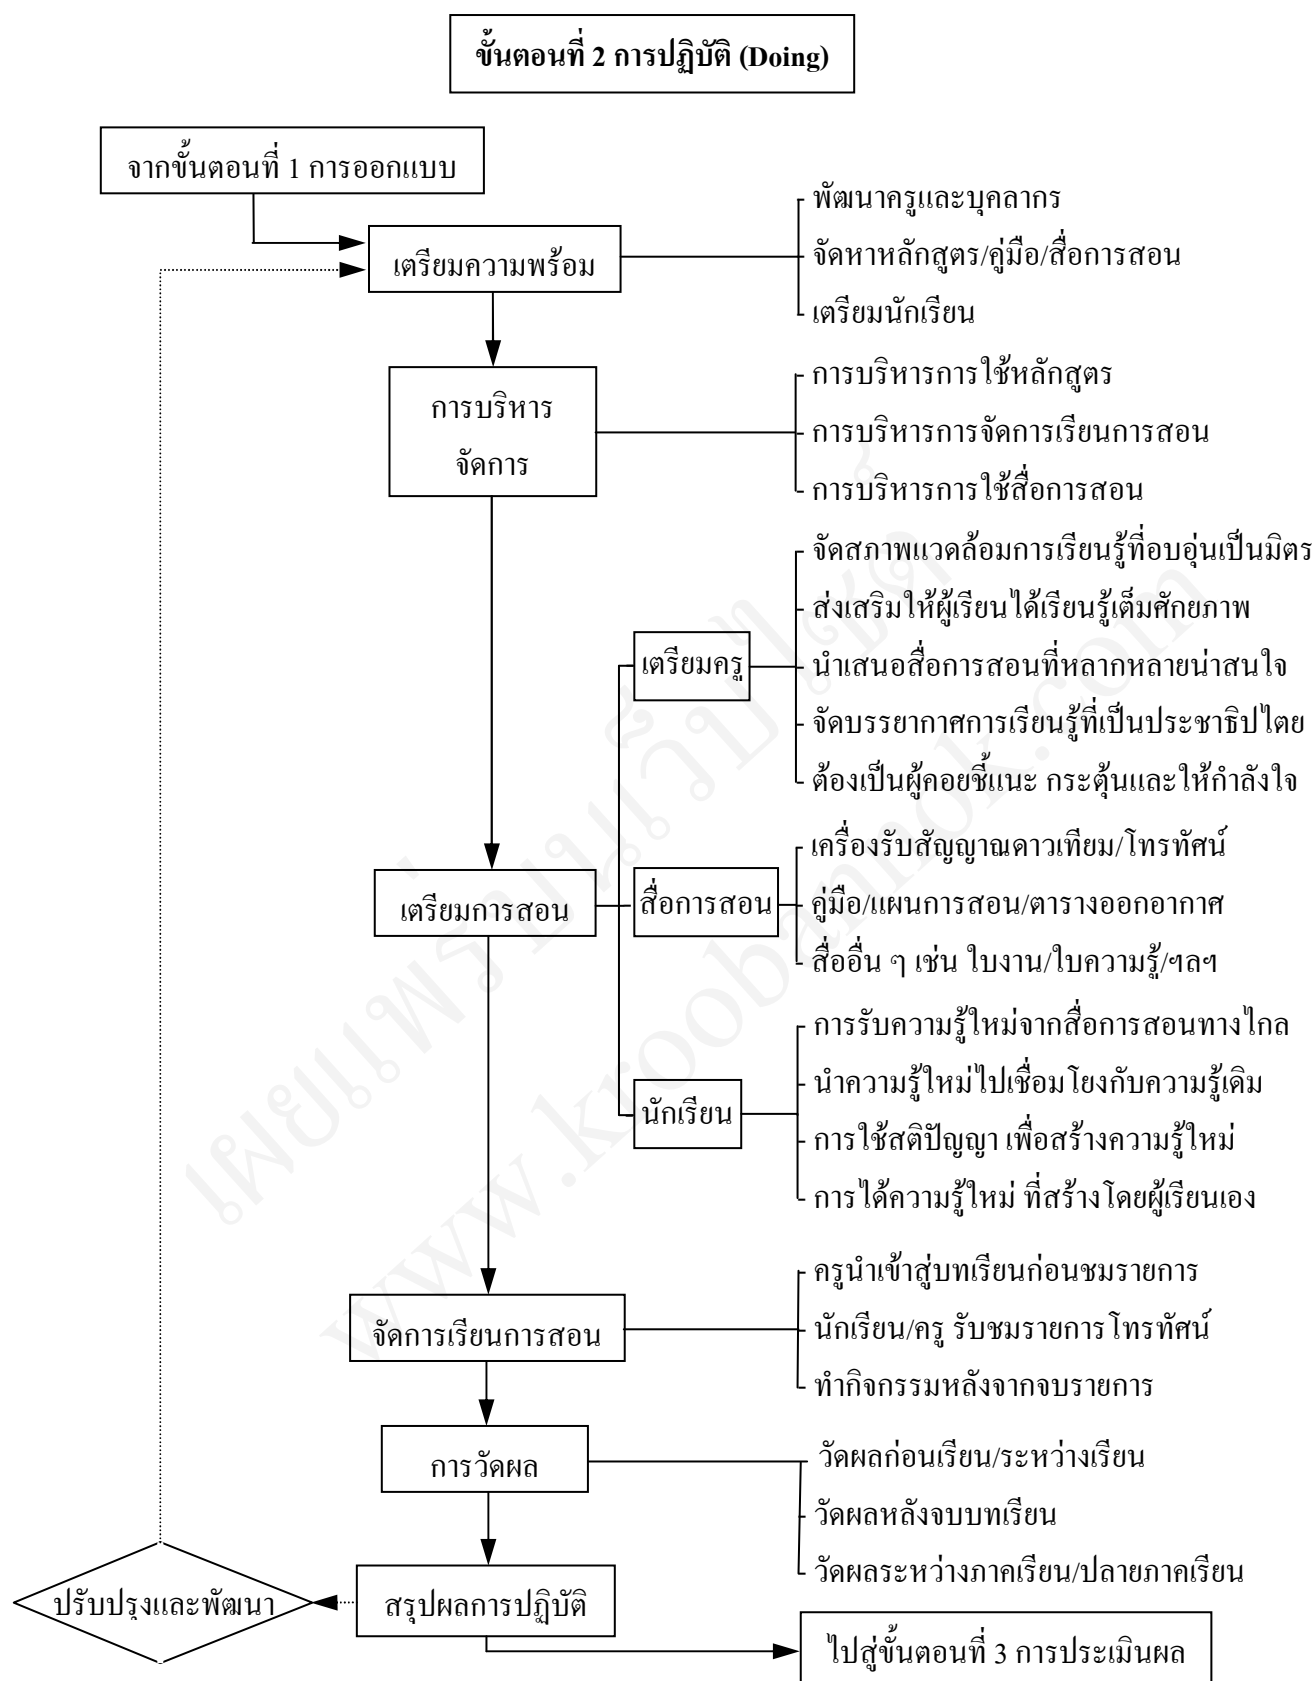 ขั้นตอนที่ 2 การปฏิบัติ (Doing)
จากขั้นตอนที่ 1 การออกแบบ
เตรียมความพร้อม
พัฒนาครูและบุคลากร
จัดหาหลักสูตร/คู่มือ/สื่อการสอน
เตรียมนักเรียน
การบริหาร
จัดการ
การบริหารการใช้หลักสูตร
การบริหารการจัดการเรียนการสอน
การบริหารการใช้สื่อการสอน
เตรียมการสอน
เตรียมครู
จัดสภาพแวดล้อมการเรียนรู้ที่อบอุ่นเป็นมิตร
ส่งเสริมให้ผู้เรียนได้เรียนรู้เต็มศักยภาพ
นำเสนอสื่อการสอนที่หลากหลายน่าสนใจ
จัดบรรยากาศการเรียนรู้ที่เป็นประชาธิปไตย
ต้องเป็นผู้คอยชี้แนะ กระตุ้นและให้กำลังใจ
สื่อการสอน
เครื่องรับสัญญาณดาวเทียม/โทรทัศน์
คู่มือ/แผนการสอน/ตารางออกอากาศ
สื่ออื่น ๆ เช่น ใบงาน/ใบความรู้/ฯลฯ
นักเรียน
การรับความรู้ใหม่จากสื่อการสอนทางไกล
นำความรู้ใหม่ไปเชื่อมโยงกับความรู้เดิม
การใช้สติปัญญา เพื่อสร้างความรู้ใหม่
การได้ความรู้ใหม่ ที่สร้างโดยผู้เรียนเอง
จัดการเรียนการสอน
ครูนำเข้าสู่บทเรียนก่อนชมรายการ
นักเรียน/ครู รับชมรายการโทรทัศน์
ทำกิจกรรมหลังจากจบรายการ
การวัดผล
วัดผลก่อนเรียน/ระหว่างเรียน
วัดผลหลังจบบทเรียน
วัดผลระหว่างภาคเรียน/ปลายภาคเรียน
สรุปผลการปฏิบัติ
ปรับปรุงและพัฒนา
ไปสู่ขั้นตอนที่ 3 การประเมินผล
เผยแพร่บนเว็บไซต์
www.kroobannok.com